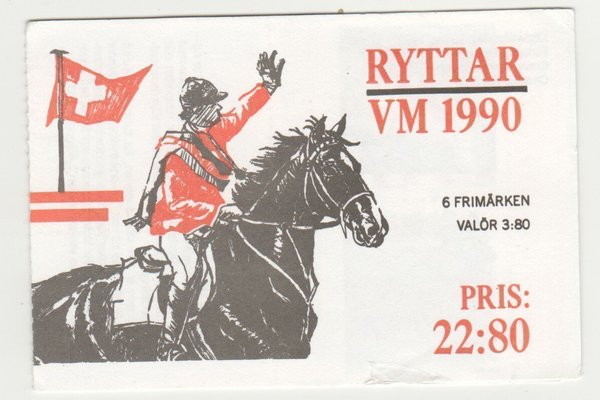 RYTTAR
VM 1990
6 FRIMÄRKEN
VALÖR 3:80
PRIS:
22:80